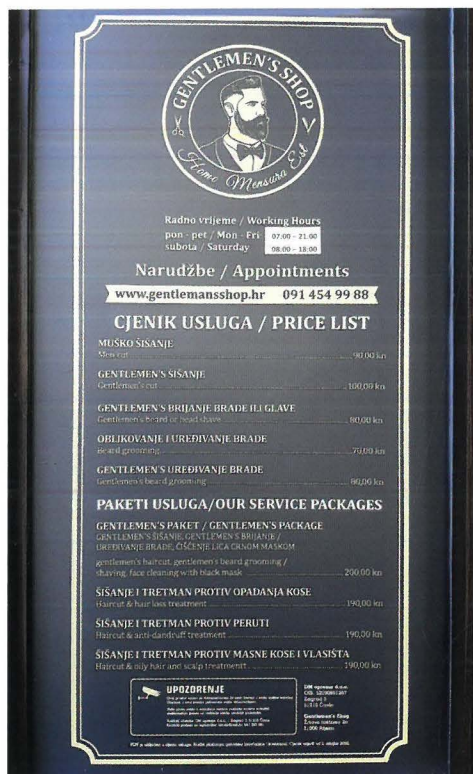 GENTLEMEN'S SHOP
Homo Mensura Est
Radno vrijeme / Working Hours
pon - pet / Mon - Fri 07:00 - 21:00
subota / Saturday 08:00 - 18:00
Narudžbe / Appointments
www.gentlemansshop.hr 091 454 99 88
CJENIK USLUGA / PRICE LIST
MUŠKO ŠIŠANJE
Men cut 90,00 kn
GENTLEMEN'S ŠIŠANJE
Gentlemen's cut 100,00 kn
GENTLEMEN'S BRIJANJE BRADE ILI GLAVE
Gentlemen's beard or head shave 80,00 kn
OBLIKOVANJE I UREĐIVANJE BRADE
Beard grooming 70,00 kn
GENTLEMEN'S UREĐIVANJE BRADE
Gentlemen's beard grooming 80,00 kn
PAKETI USLUGA/OUR SERVICE PACKAGES
GENTLEMEN'S PAKET / GENTLEMEN'S PACKAGE
GENTLEMEN'S ŠIŠANJE, GENTLEMEN'S BRIJANJE /
UREĐIVANJE BRADE, ČIŠĆENJE LICA CRNOM MASKOM
gentlemen's haircut, gentlemen's beard grooming /
shaving, face cleaning with black mask 200,00 kn
ŠIŠANJE I TRETMAN PROTIV OPADANJA KOSE
Haircut & hair loss treatment 190,00 kn
ŠIŠANJE I TRETMAN PROTIV PERUTI
Haircut & anti-dandruff treatment 190,00 kn
ŠIŠANJE I TRETMAN PROTIV MASNE KOSE I VLASIŠTA
Haircut & oily hair and scalp treatment 190,00 kn
UPOZORENJE
Gentlemen's Shop